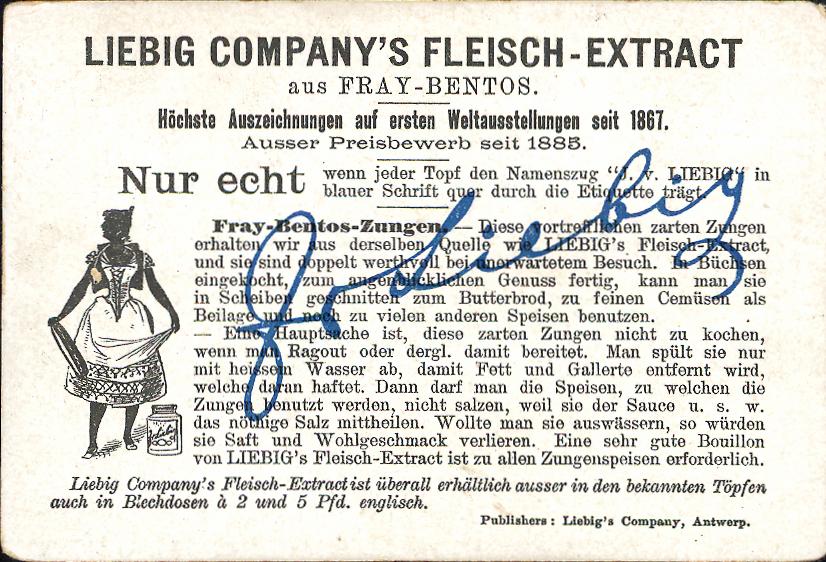 LIEBIG COMPANY'S FLEISCH-EXTRACT
aus FRAY-BENTOS.
Höchste Auszeichnungen auf ersten Weltausstellungen seit 1867.
Ausser Preisbewerb seit 1885.
Nur echt wenn jeder Topf den Namenszug "J. v. LIEBIG" in
blauer Schrift quer durch die Etiquette trägt.
Fray-Bentos-Zungen. — Diese vortrefflichen zarten Zungen
erhalten wir aus derselben Quelle wie LIEBIG's Fleisch-Extract,
und sie sind doppelt werthvoll bei unerwartetem Besuch. In Büchsen
eingekocht, zum augenblicklichen Genuss fertig, kann man sie
in Scheiben geschnitten zum Butterbrod, zu feinen Cemüsen als
Beilage und noch zu vielen anderen Speisen benutzen.
— Eine Hauptsache ist, diese zarten Zungen nicht zu kochen,
wenn man Ragout oder dergl. damit bereitet. Man spült sie nur
mit heissem Wasser ab, damit Fett und Gallerte entfernt wird,
welche daran haftet. Dann darf man die Speisen, zu welchen die
Zungen benutzt werden, nicht salzen, weil sie der Sauce u. s. w.
das nöthige Salz mittheilen. Wollte man sie auswässern, so würden
sie Saft und Wohlgeschmack verlieren. Eine sehr gute Bouillon
von LIEBIG's Fleisch-Extract ist zu allen Zungenspeisen erforderlich.
Liebig Company's Fleisch-Extract ist überall erhältlich ausser in den bekannten Töpfen
auch in Blechdosen à 2 und 5 Pfd. englisch.
Publishers: Liebig's Company, Antwerp.
JvLiebig